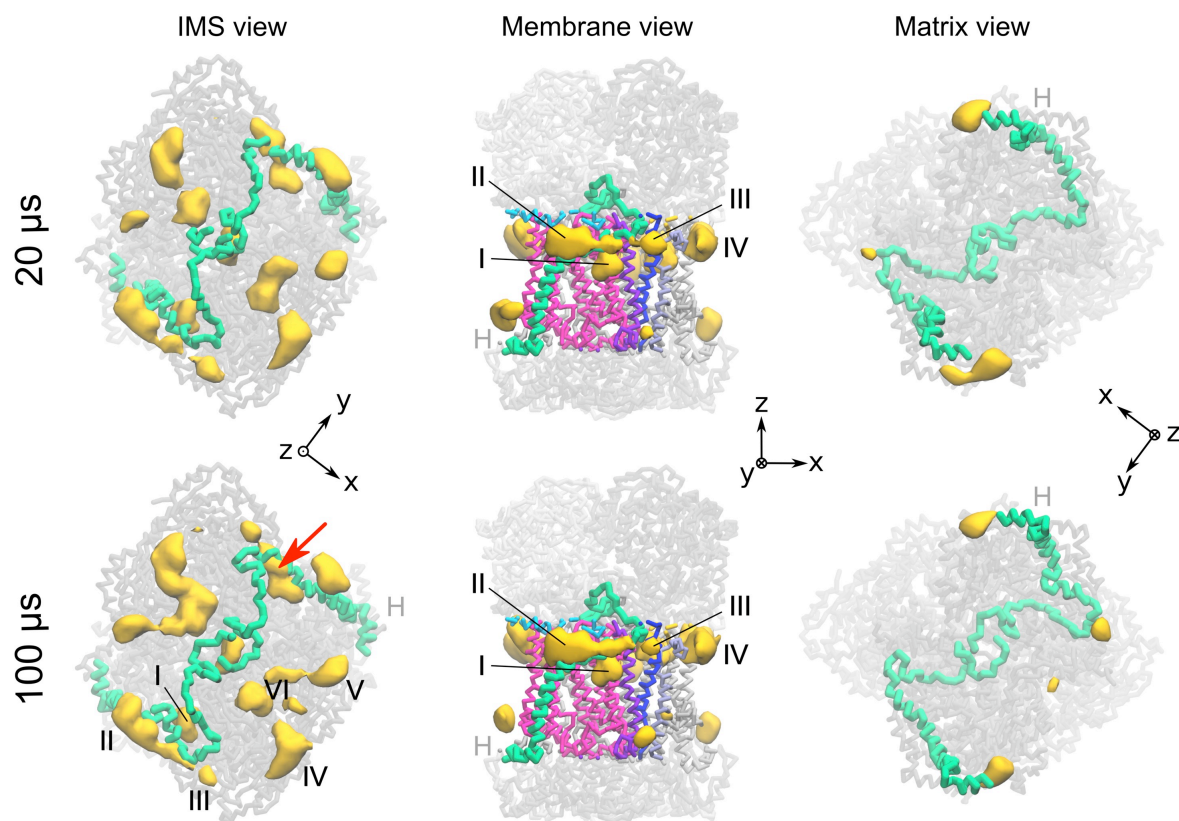 IMS view
Membrane view
Matrix view
20 µs
H
II
III
I
IV
H
y
z
x
z
y
x
x
z
y
100 µs
H
I
VI
V
II
IV
III
II
III
I
IV
H
H